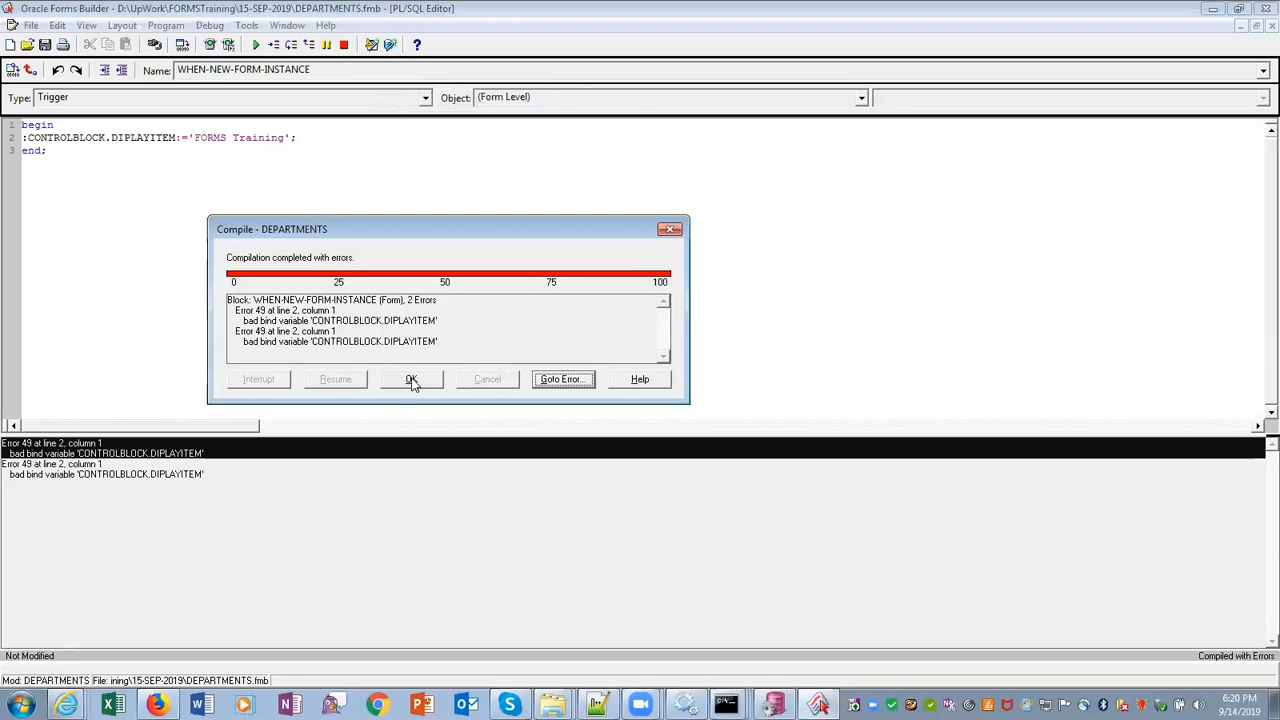 Oracle Forms Builder - D:\UpWork\FORMSTraining\15-SEP-2019\DEPARTMENTS.fmb - [PL/SQL Editor]
File Edit View Layout Program Debug Tools Window Help
Name: WHEN-NEW-FORM-INSTANCE
Type: Trigger Object: (Form Level)
1 begin
2 :CONTROLBLOCK.DIPLAYITEM:='FORMS Training';
3 end;
Compile - DEPARTMENTS
Compilation completed with errors.
0 25 50 75 100
Block: WHEN-NEW-FORM-INSTANCE (Form), 2 Errors
Error 49 at line 2, column 1
bad bind variable 'CONTROLBLOCK.DIPLAYITEM'
Error 49 at line 2, column 1
bad bind variable 'CONTROLBLOCK.DIPLAYITEM'
Interrupt Resume OK Cancel Goto Error... Help
Error 49 at line 2, column 1
bad bind variable 'CONTROLBLOCK.DIPLAYITEM'
Error 49 at line 2, column 1
bad bind variable 'CONTROLBLOCK.DIPLAYITEM'
Not Modified Compiled with Errors
Mod: DEPARTMENTS File: ining\15-SEP-2019\DEPARTMENTS.fmb
6:20 PM
9/14/2019